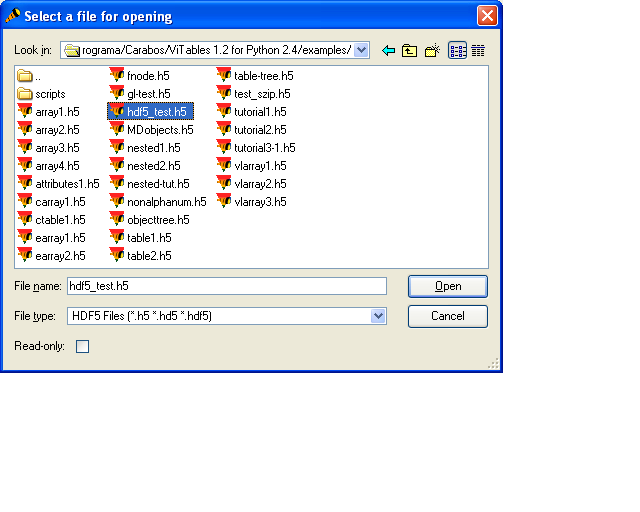 Select a file for opening
Look in: rograma/Carabos/ViTables 1.2 for Python 2.4/examples/
..
scripts
array1.h5
array2.h5
array3.h5
array4.h5
attributes1.h5
carray1.h5
ctable1.h5
earray1.h5
earray2.h5
fnode.h5
gl-test.h5
hdf5_test.h5
MDobjects.h5
nested1.h5
nested2.h5
nested-tut.h5
nonalphanum.h5
objecttree.h5
table1.h5
table2.h5
table-tree.h5
test_szip.h5
tutorial1.h5
tutorial2.h5
tutorial3-1.h5
vlarray1.h5
vlarray2.h5
vlarray3.h5
File name: hdf5_test.h5 Open
File type: HDF5 Files (*.h5 *.hd5 *.hdf5) Cancel
Read-only: